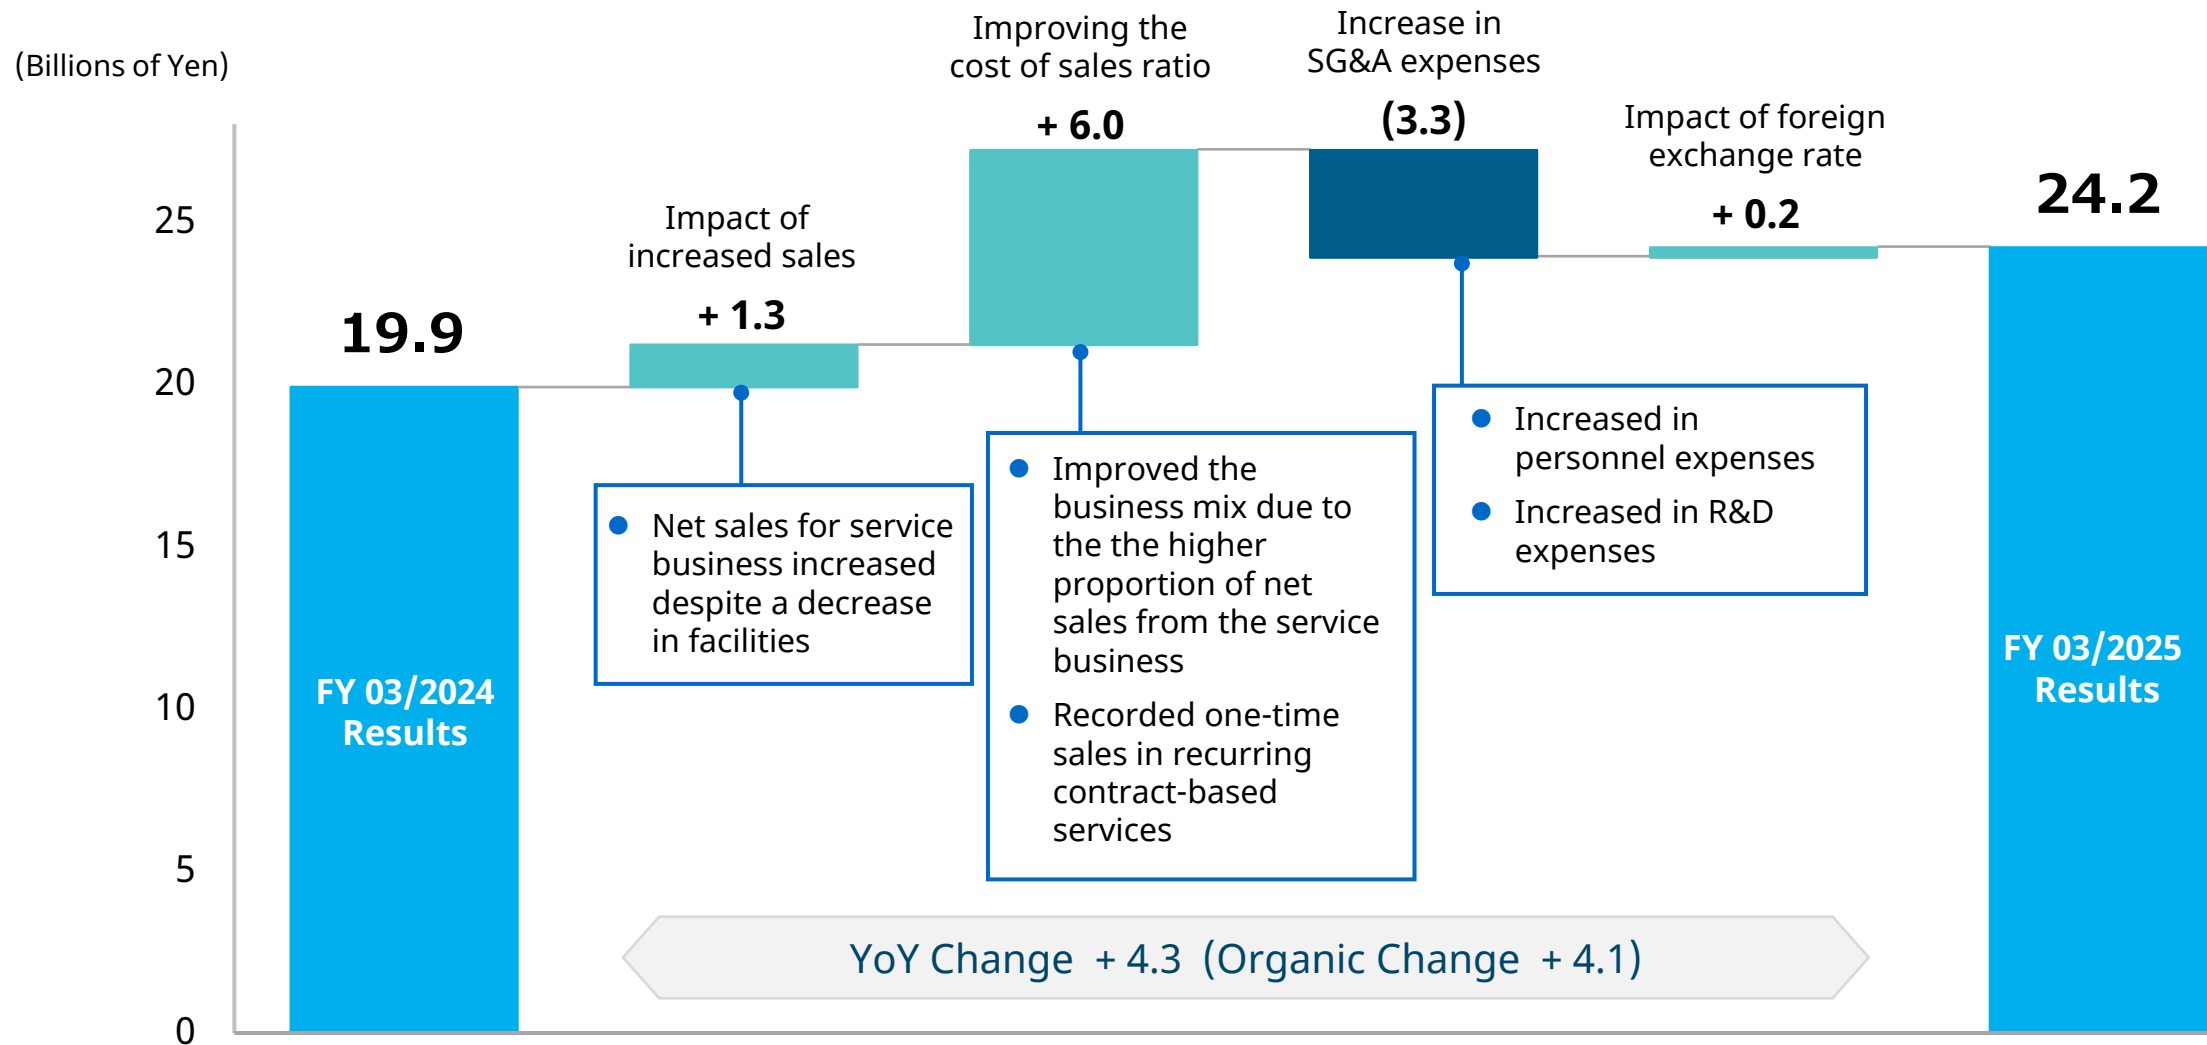 (Billions of Yen)
25
20
15
10
5
0
19.9
FY 03/2024
Results
Impact of
increased sales
+ 1.3
● Net sales for service
business increased
despite a decrease
in facilities
Improving the
cost of sales ratio
+ 6.0
● Improved the
business mix due to
the the higher
proportion of net
sales from the service
business
● Recorded one-time
sales in recurring
contract-based
services
Increase in
SG&A expenses
(3.3)
● Increased in
personnel expenses
● Increased in R&D
expenses
Impact of foreign
exchange rate
+ 0.2
24.2
FY 03/2025
Results
YoY Change + 4.3 (Organic Change + 4.1)